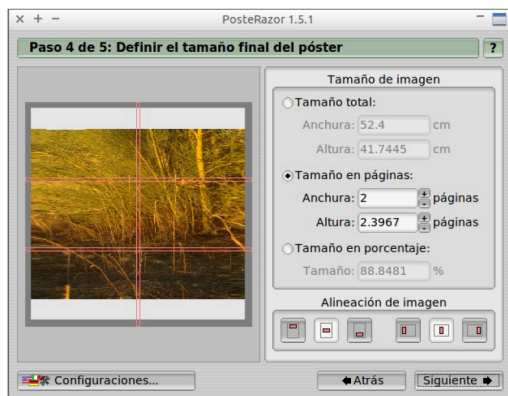 PosteRazor 1.5.1
Paso 4 de 5: Definir el tamaño final del póster
?
Tamaño de imagen
Tamaño total:
Anchura: 52.4 cm
Altura: 41.7445 cm
Tamaño en páginas:
Anchura: 2 páginas
Altura: 2.3967 páginas
Tamaño en porcentaje:
Tamaño: 88.8481 %
Alineación de imagen
Configuraciones...
Atrás
Siguiente